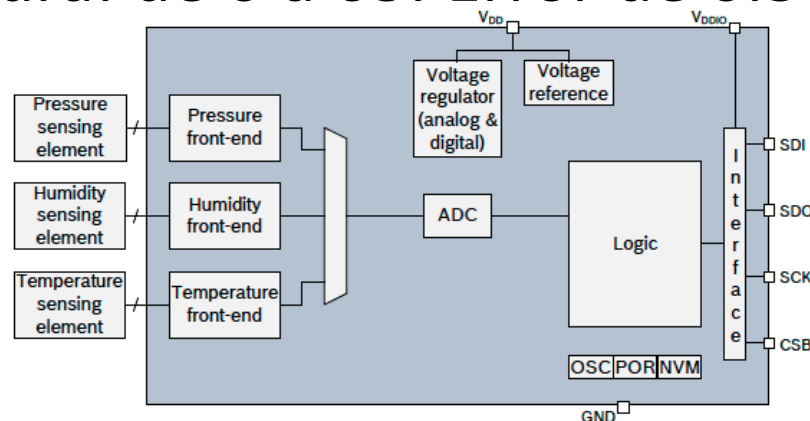 VDD
VDDIO
Pressure
sensing
element
Pressure
front-end
Voltage
regulator
(analog &
digital)
Voltage
reference
Humidity
sensing
element
Humidity
front-end
ADC
Logic
Interface
SDI
SDO
SCK
CSB
Temperature
sensing
element
Temperature
front-end
OSC POR NVM
GND